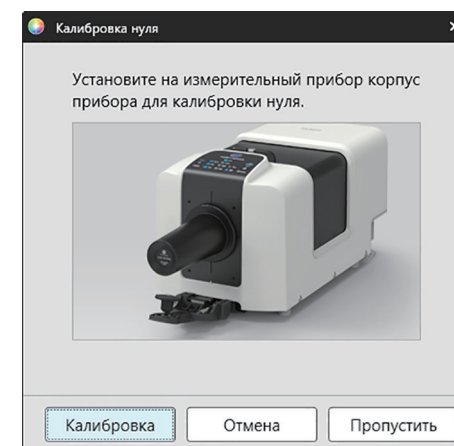 Калибровка нуля
Установите на измерительный прибор корпус
прибора для калибровки нуля.
Калибровка
Отмена
Пропустить